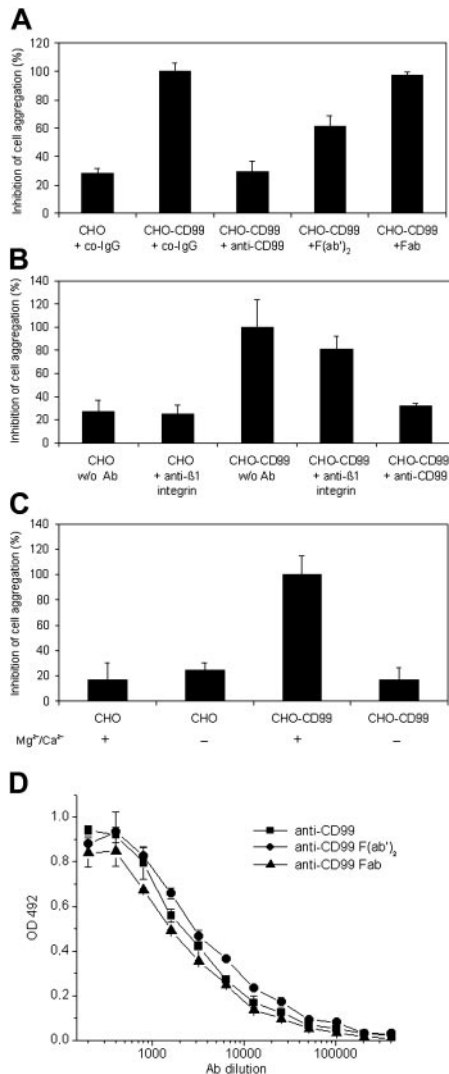 A
Inhibition of cell aggregation (%)
120
100
80
60
40
20
0
CHO
+ co-IgG
CHO-CD99
+ co-IgG
CHO-CD99
+ anti-CD99
CHO-CD99
+F(ab')₂
CHO-CD99
+Fab
B
Inhibition of cell aggregation (%)
140
120
100
80
60
40
20
0
CHO
w/o Ab
CHO
+ anti-ß1
integrin
CHO-CD99
w/o Ab
CHO-CD99
+ anti-ß1
integrin
CHO-CD99
+ anti-CD99
C
Inhibition of cell aggregation (%)
140
120
100
80
60
40
20
0
CHO
CHO
CHO-CD99
CHO-CD99
Mg²⁺/Ca²⁺
+
–
+
–
D
OD 492
1.0
0.8
0.6
0.4
0.2
0.0
anti-CD99
anti-CD99 F(ab')₂
anti-CD99 Fab
1000
10000
100000
Ab dilution